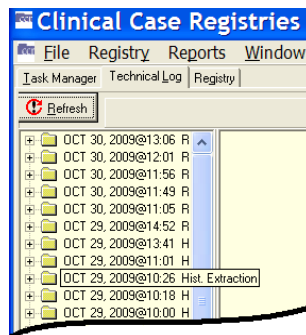 Clinical Case Registries
File Registry Reports Window
Task Manager Technical Log Registry
Refresh
OCT 30, 2009@13:06 R
OCT 30, 2009@12:01 R
OCT 30, 2009@11:56 R
OCT 30, 2009@11:49 R
OCT 30, 2009@11:05 R
OCT 29, 2009@14:52 R
OCT 29, 2009@13:41 H
OCT 29, 2009@11:01 H
OCT 29, 2009@10:26 Hist. Extraction
OCT 29, 2009@10:18 H
OCT 29, 2009@10:00 H